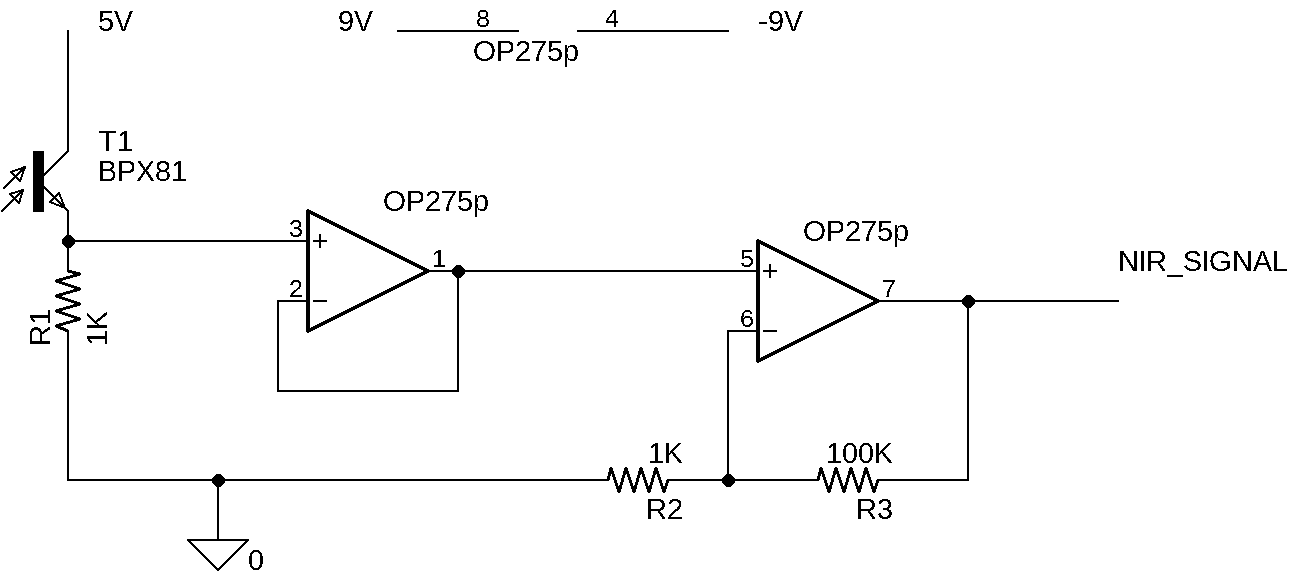 5V
9V
8
4
-9V
OP275p
T1
BPX81
OP275p
3
+
1
2
−
OP275p
5
+
7
6
−
NIR_SIGNAL
R1
1K
1K
R2
100K
R3
0